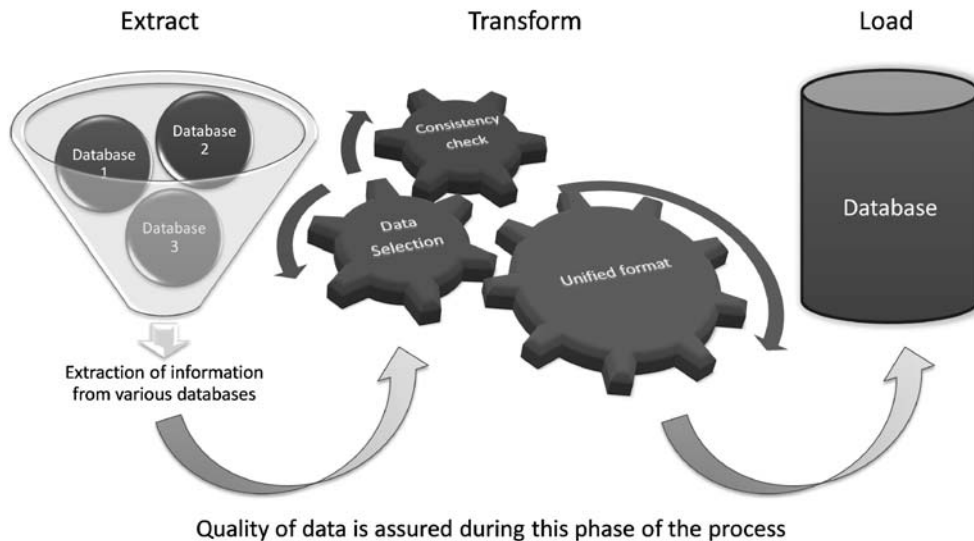 Extract
Transform
Load
Database
1
Database
2
Database
3
Extraction of information
from various databases
Consistency
check
Data
Selection
Unified format
Database
Quality of data is assured during this phase of the process